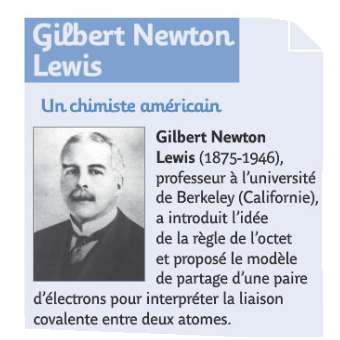 Gilbert Newton
Lewis
Un chimiste américain
Gilbert Newton
Lewis (1875-1946),
professeur à l'université
de Berkeley (Californie),
a introduit l'idée
de la règle de l'octet
et proposé le modèle
de partage d'une paire
d'électrons pour interpréter la liaison
covalente entre deux atomes.